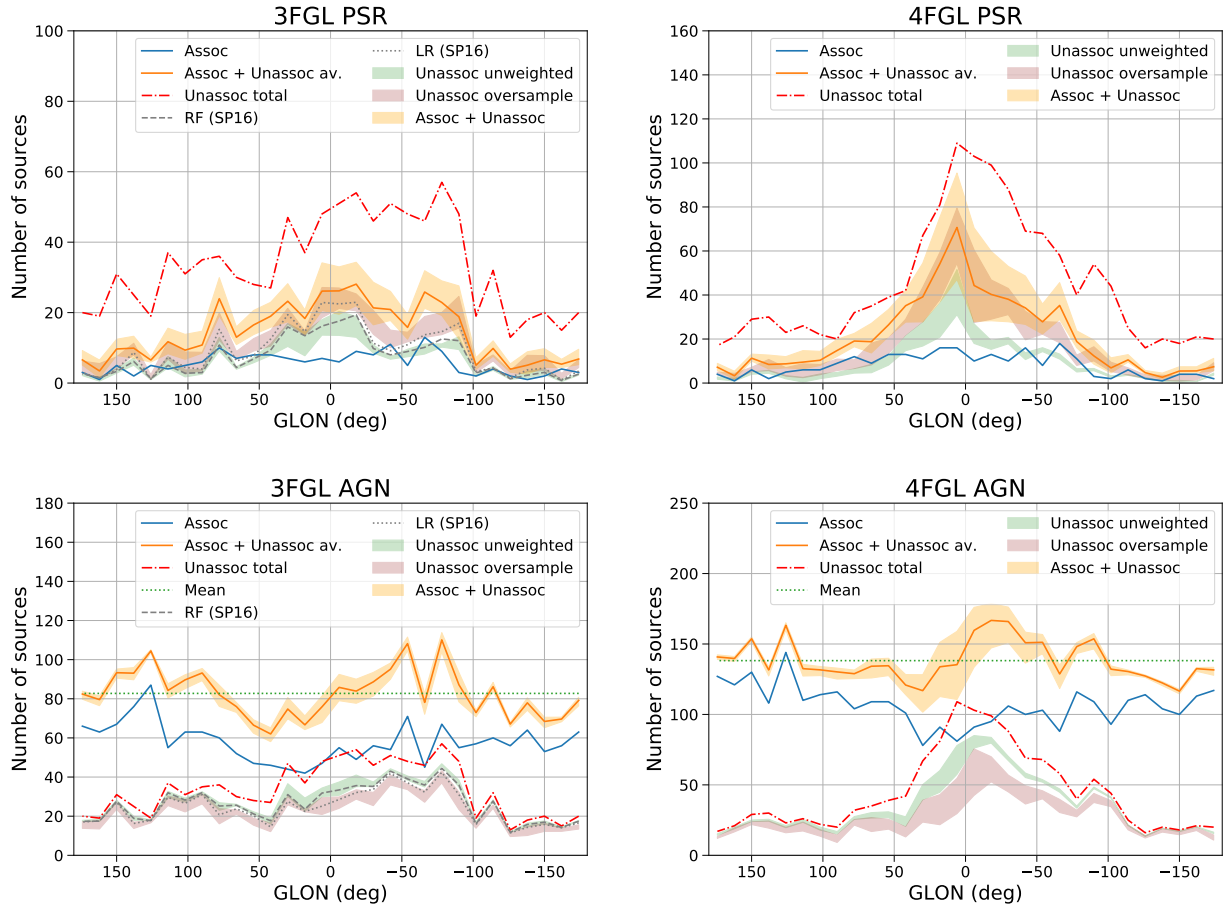 3FGL PSR
Number of sources
100
80
60
40
20
0
Assoc
Assoc + Unassoc av.
Unassoc total
RF (SP16)
LR (SP16)
Unassoc unweighted
Unassoc oversample
Assoc + Unassoc
150 100 50 0 −50 −100 −150
GLON (deg)
4FGL PSR
Number of sources
160
140
120
100
80
60
40
20
0
Assoc
Assoc + Unassoc av.
Unassoc total
Unassoc unweighted
Unassoc oversample
Assoc + Unassoc
150 100 50 0 −50 −100 −150
GLON (deg)
3FGL AGN
Number of sources
180
160
140
120
100
80
60
40
20
0
Assoc
Assoc + Unassoc av.
Unassoc total
Mean
RF (SP16)
LR (SP16)
Unassoc unweighted
Unassoc oversample
Assoc + Unassoc
150 100 50 0 −50 −100 −150
GLON (deg)
4FGL AGN
Number of sources
250
200
150
100
50
0
Assoc
Assoc + Unassoc av.
Unassoc total
Mean
Unassoc unweighted
Unassoc oversample
Assoc + Unassoc
150 100 50 0 −50 −100 −150
GLON (deg)